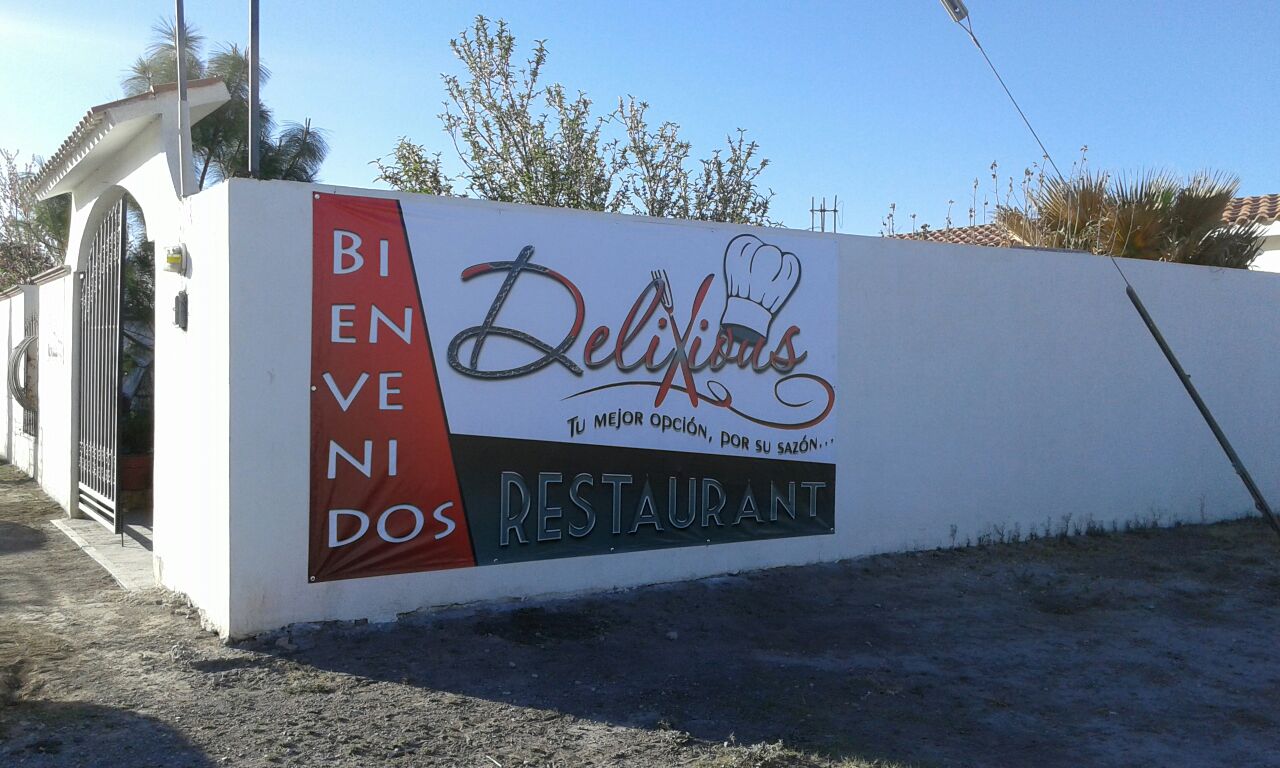 BI
EN
VE
NI
DOS
DeliXious
TU MEJOR OPCIÓN, POR SU SAZÓN...
RESTAURANT